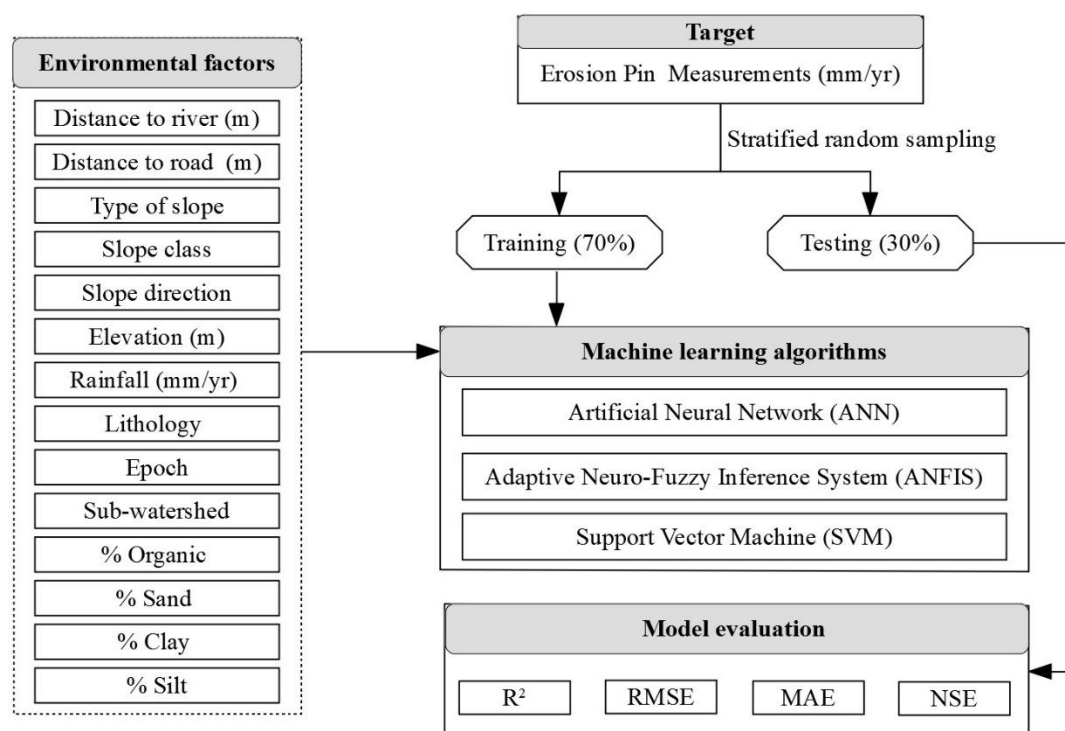 Environmental factors
Distance to river (m)
Distance to road (m)
Type of slope
Slope class
Slope direction
Elevation (m)
Rainfall (mm/yr)
Lithology
Epoch
Sub-watershed
% Organic
% Sand
% Clay
% Silt
Target
Erosion Pin Measurements (mm/yr)
Stratified random sampling
Training (70%)
Testing (30%)
Machine learning algorithms
Artificial Neural Network (ANN)
Adaptive Neuro-Fuzzy Inference System (ANFIS)
Support Vector Machine (SVM)
Model evaluation
R²
RMSE
MAE
NSE